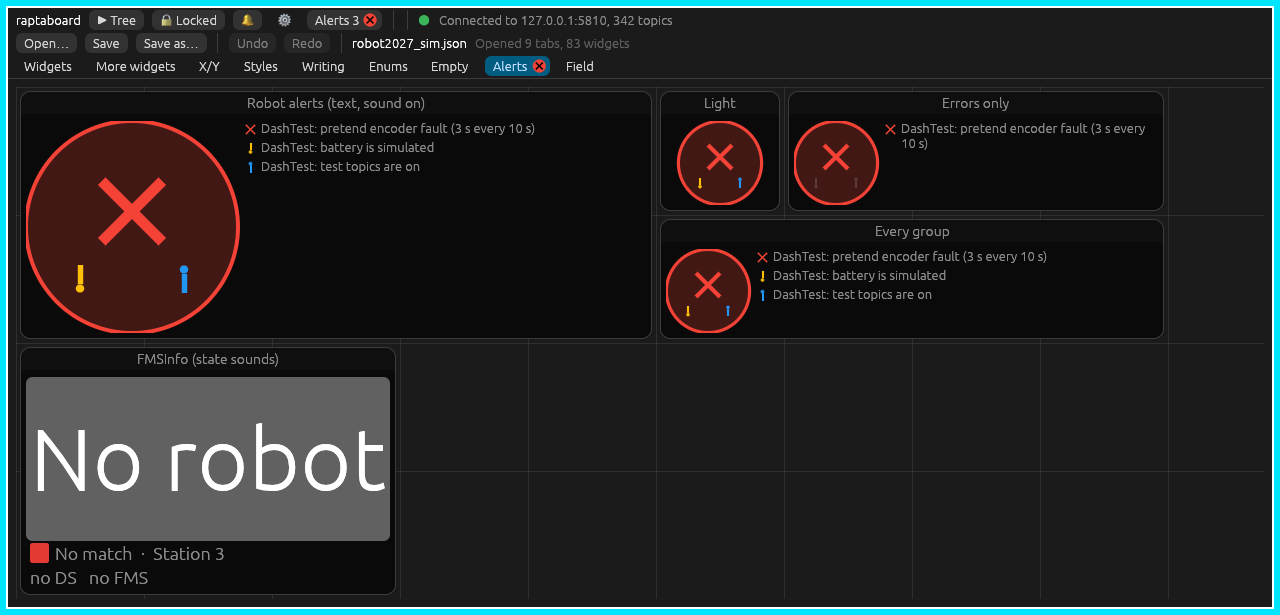 raptaboard ▶ Tree 🔒 Locked 🔔 ⚙ Alerts 3 Connected to 127.0.0.1:5810, 342 topics
Open… Save Save as… Undo Redo robot2027_sim.json Opened 9 tabs, 83 widgets
Widgets More widgets X/Y Styles Writing Enums Empty Alerts Field
Robot alerts (text, sound on)
DashTest: pretend encoder fault (3 s every 10 s)
DashTest: battery is simulated
DashTest: test topics are on
Light
Errors only
DashTest: pretend encoder fault (3 s every
10 s)
Every group
DashTest: pretend encoder fault (3 s every 10 s)
DashTest: battery is simulated
DashTest: test topics are on
FMSInfo (state sounds)
No robot
No match · Station 3
no DS no FMS